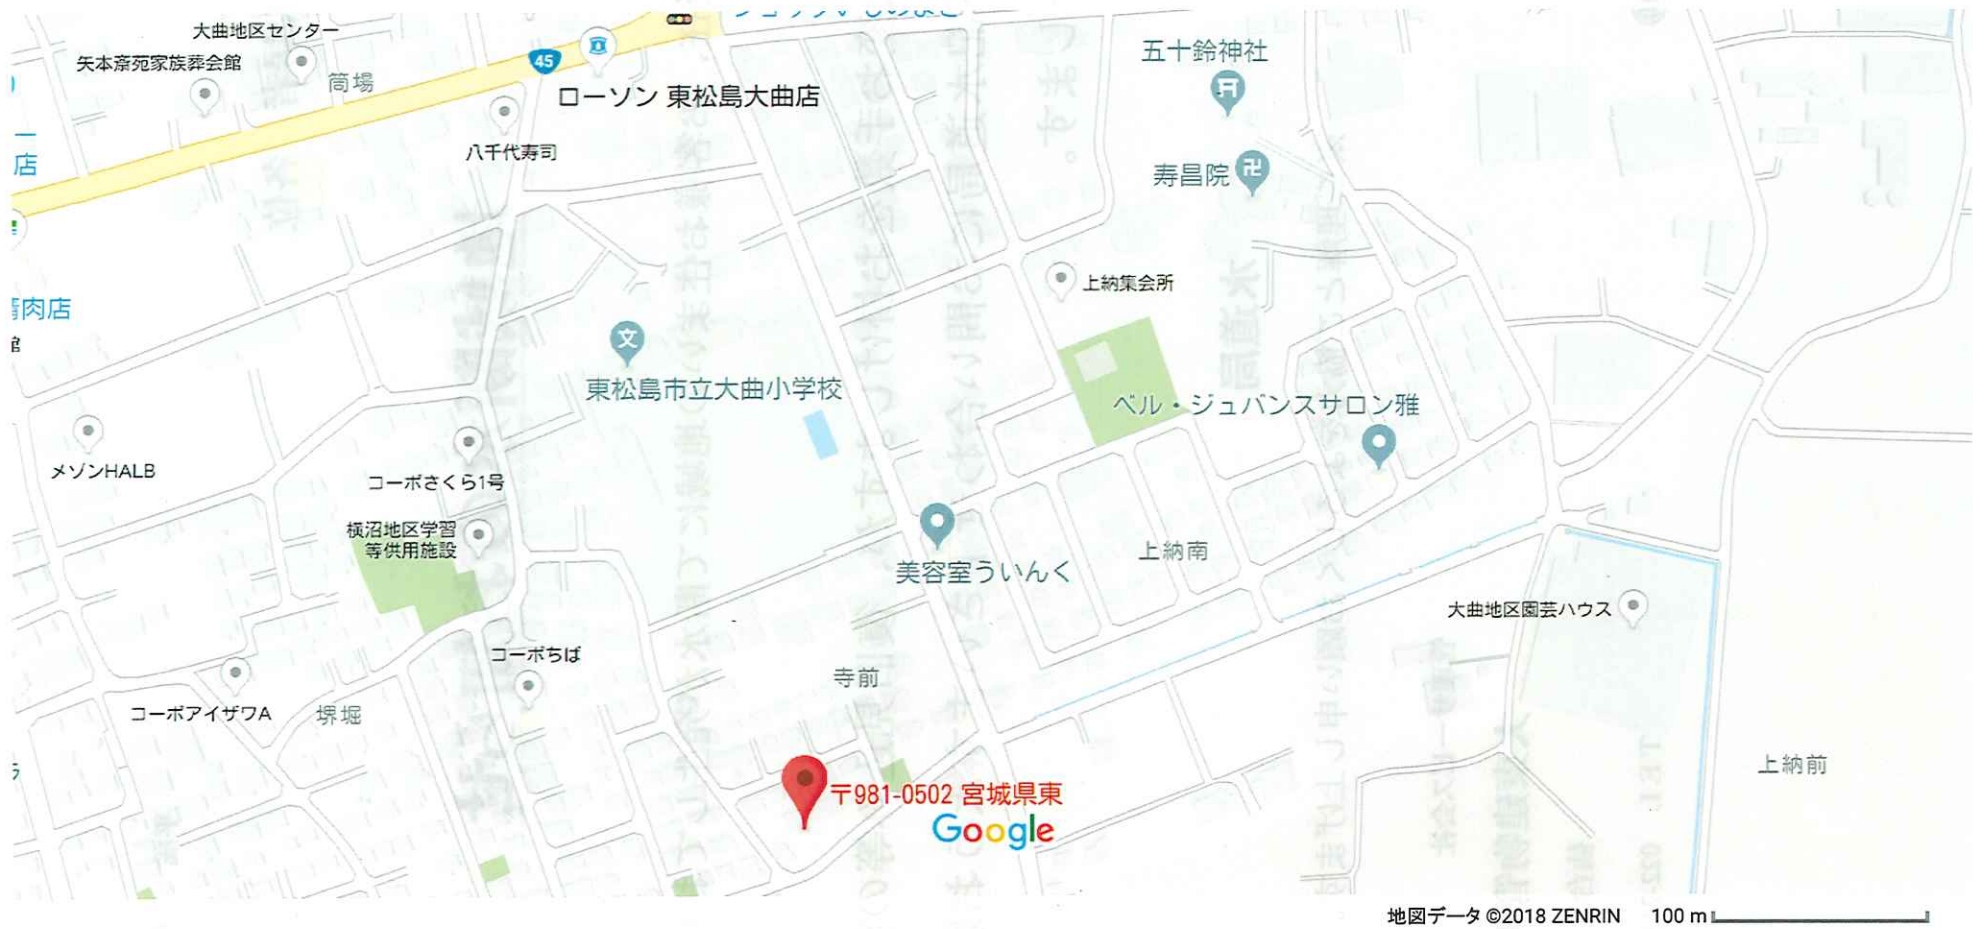 大曲地区センター
矢本斎苑家族葬会館
筒場
45
ローソン 東松島大曲店
八千代寿司
五十鈴神社
寿昌院
店
肉店
館
上納集会所
文
東松島市立大曲小学校
ベル・ジュバンスサロン雅
メゾンHALB
コーポさくら1号
横沼地区学習
等供用施設
美容室ういんく
上納南
大曲地区園芸ハウス
コーポちば
寺前
コーポアイザワA
堺堀
上納前
〒981-0502 宮城県東
Google
地図データ ©2018 ZENRIN 100 m